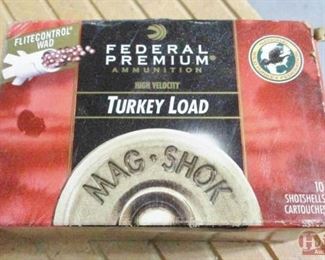 FLITECONTROL®
WAD
FEDERAL
PREMIUM®
AMMUNITION
HIGH VELOCITY
TURKEY LOAD
MAG·SHOK
10
SHOTSHELLS
CARTOUCHES